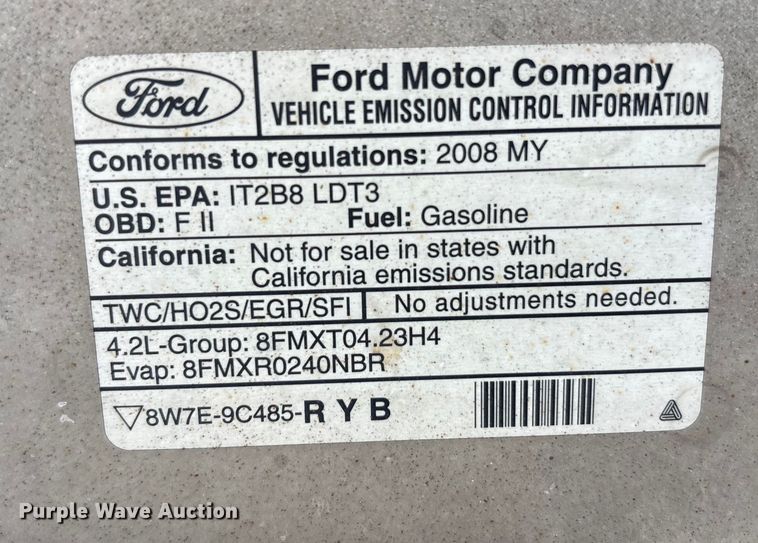 Ford
Ford Motor Company
VEHICLE EMISSION CONTROL INFORMATION
Conforms to regulations: 2008 MY
U.S. EPA: IT2B8 LDT3
OBD: F II Fuel: Gasoline
California: Not for sale in states with
California emissions standards.
TWC/HO2S/EGR/SFI No adjustments needed.
4.2L-Group: 8FMXT04.23H4
Evap: 8FMXR0240NBR
▽8W7E-9C485-R Y B
Purple Wave Auction